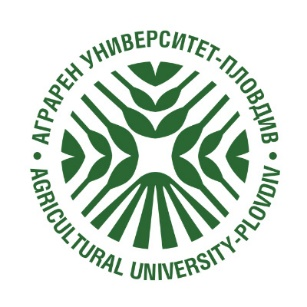 АГРАРЕН УНИВЕРСИТЕТ-ПЛОВДИВ
AGRICULTURAL UNIVERSITY-PLOVDIV